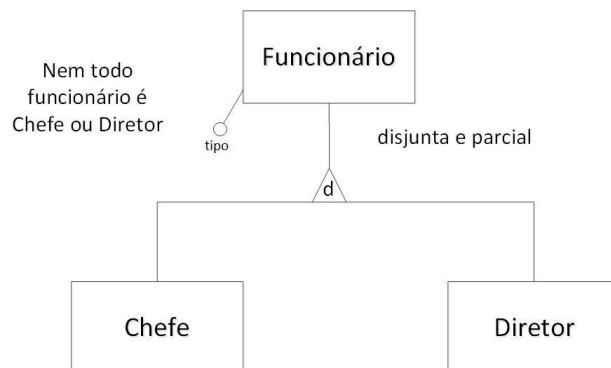 Funcionário
Nem todo
funcionário é
Chefe ou Diretor
tipo
disjunta e parcial
d
Chefe
Diretor